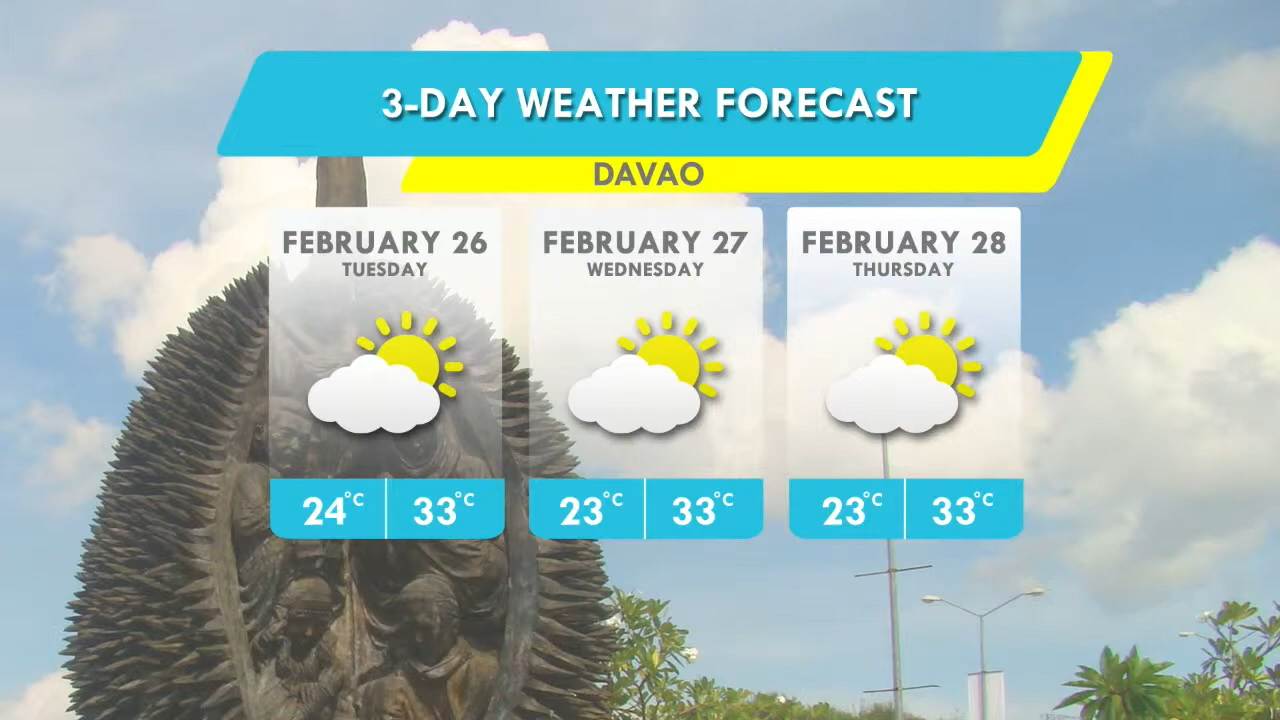 3-DAY WEATHER FORECAST
DAVAO
FEBRUARY 26
TUESDAY
24°C 33°C
FEBRUARY 27
WEDNESDAY
23°C 33°C
FEBRUARY 28
THURSDAY
23°C 33°C